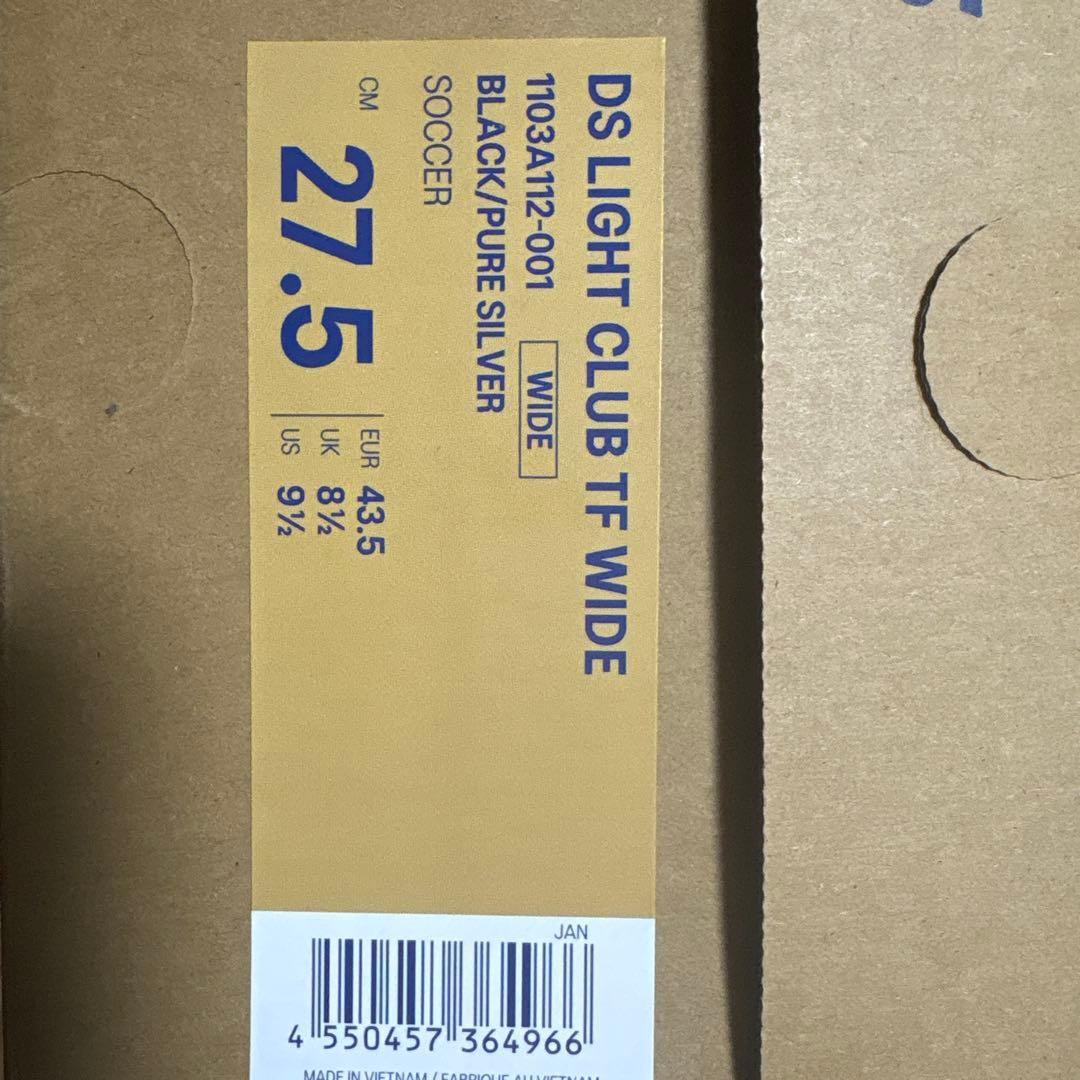 DS LIGHT CLUB TF WIDE
1103A112-001 WIDE
BLACK/PURE SILVER
SOCCER
CM 27.5
EUR 43.5
UK 8½
US 9½
JAN
4 550457 364966
MADE IN VIETNAM / FABRIQUE AU VIETNAM